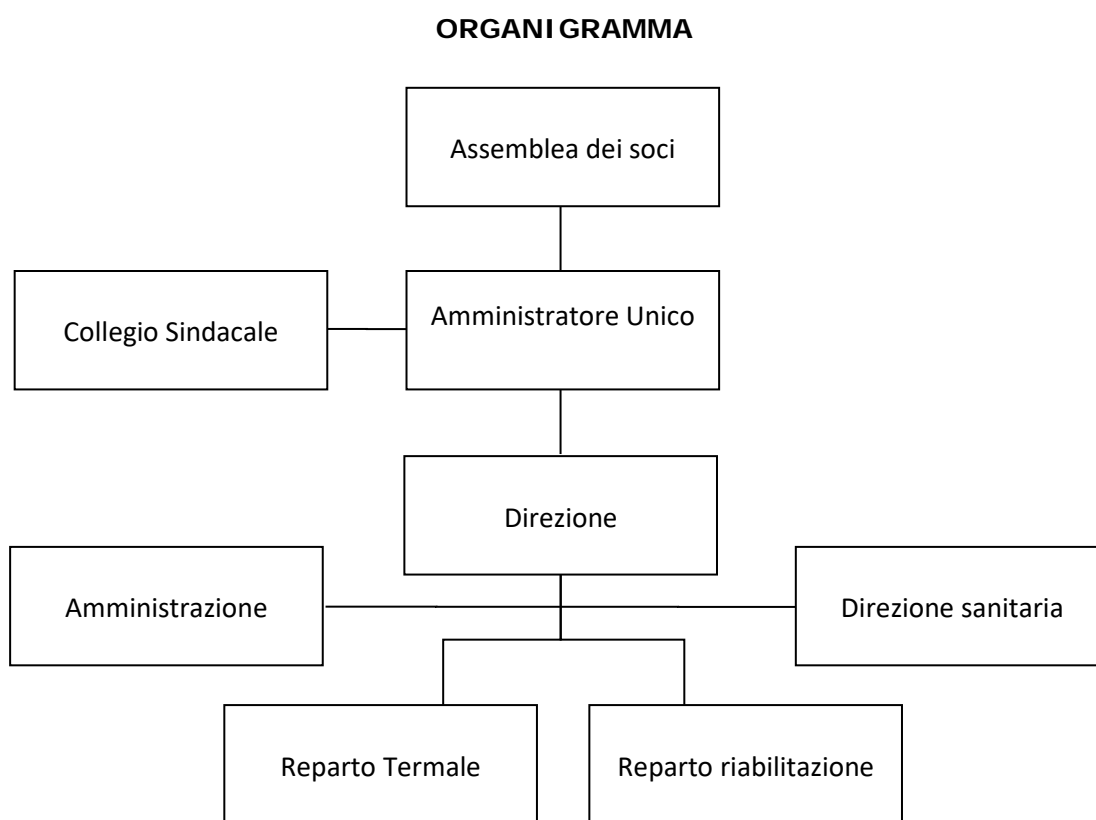 ORGANIGRAMMA
Assemblea dei soci
Collegio Sindacale
Amministratore Unico
Direzione
Amministrazione
Direzione sanitaria
Reparto Termale
Reparto riabilitazione